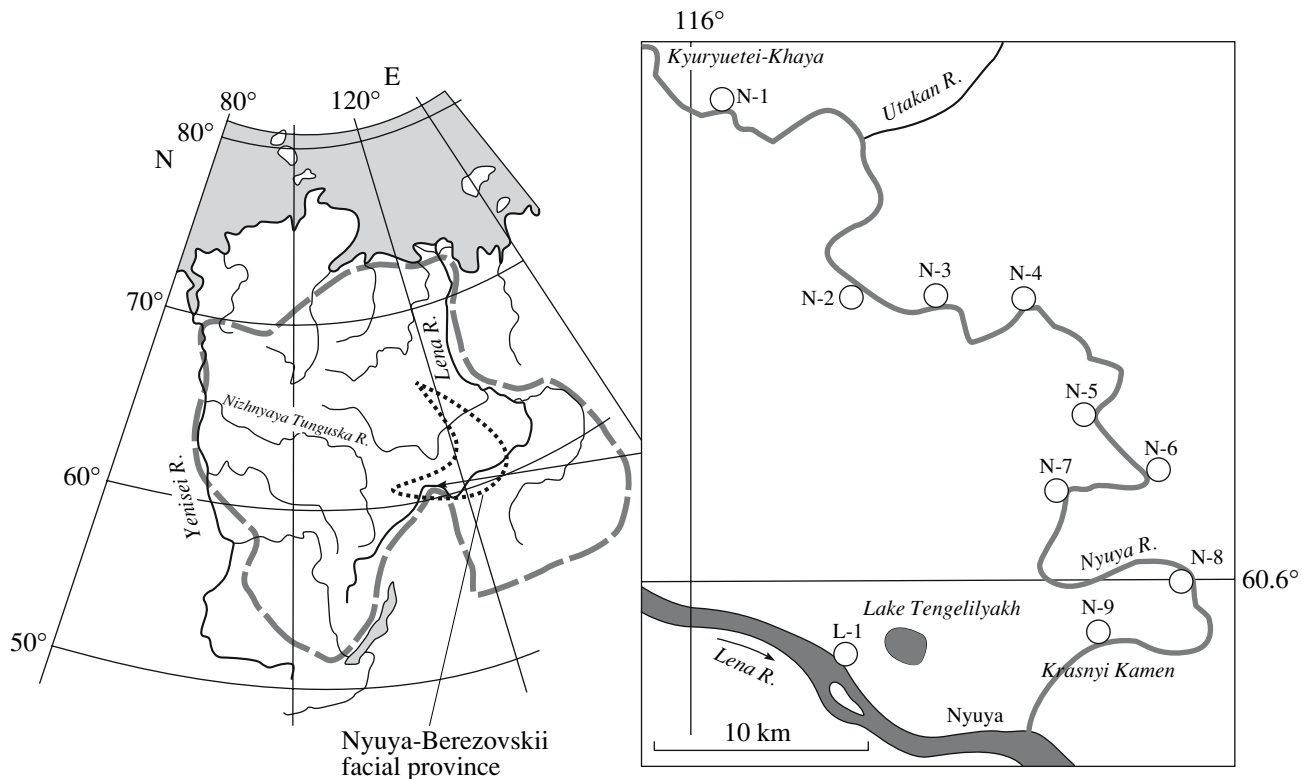 E
80°
120°
80°
N
70°
60°
50°
Lena R.
Nizhnyaya Tunguska R.
Yenisei R.
Nyuya-Berezovskii
facial province
116°
Kyuryuetei-Khaya
N-1
Utakan R.
N-2
N-3
N-4
N-5
N-6
N-7
Nyuya R.
N-8
60.6°
Lake Tengelilyakh
N-9
L-1
Lena R.
Krasnyi Kamen
Nyuya
10 km